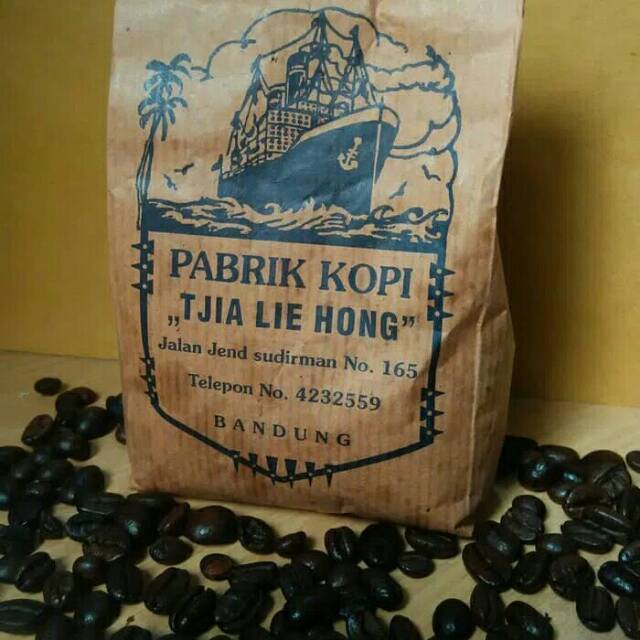 PABRIK KOPI
„TJIA LIE HONG”
Jalan Jend sudirman No. 165
Telepon No. 4232559
BANDUNG